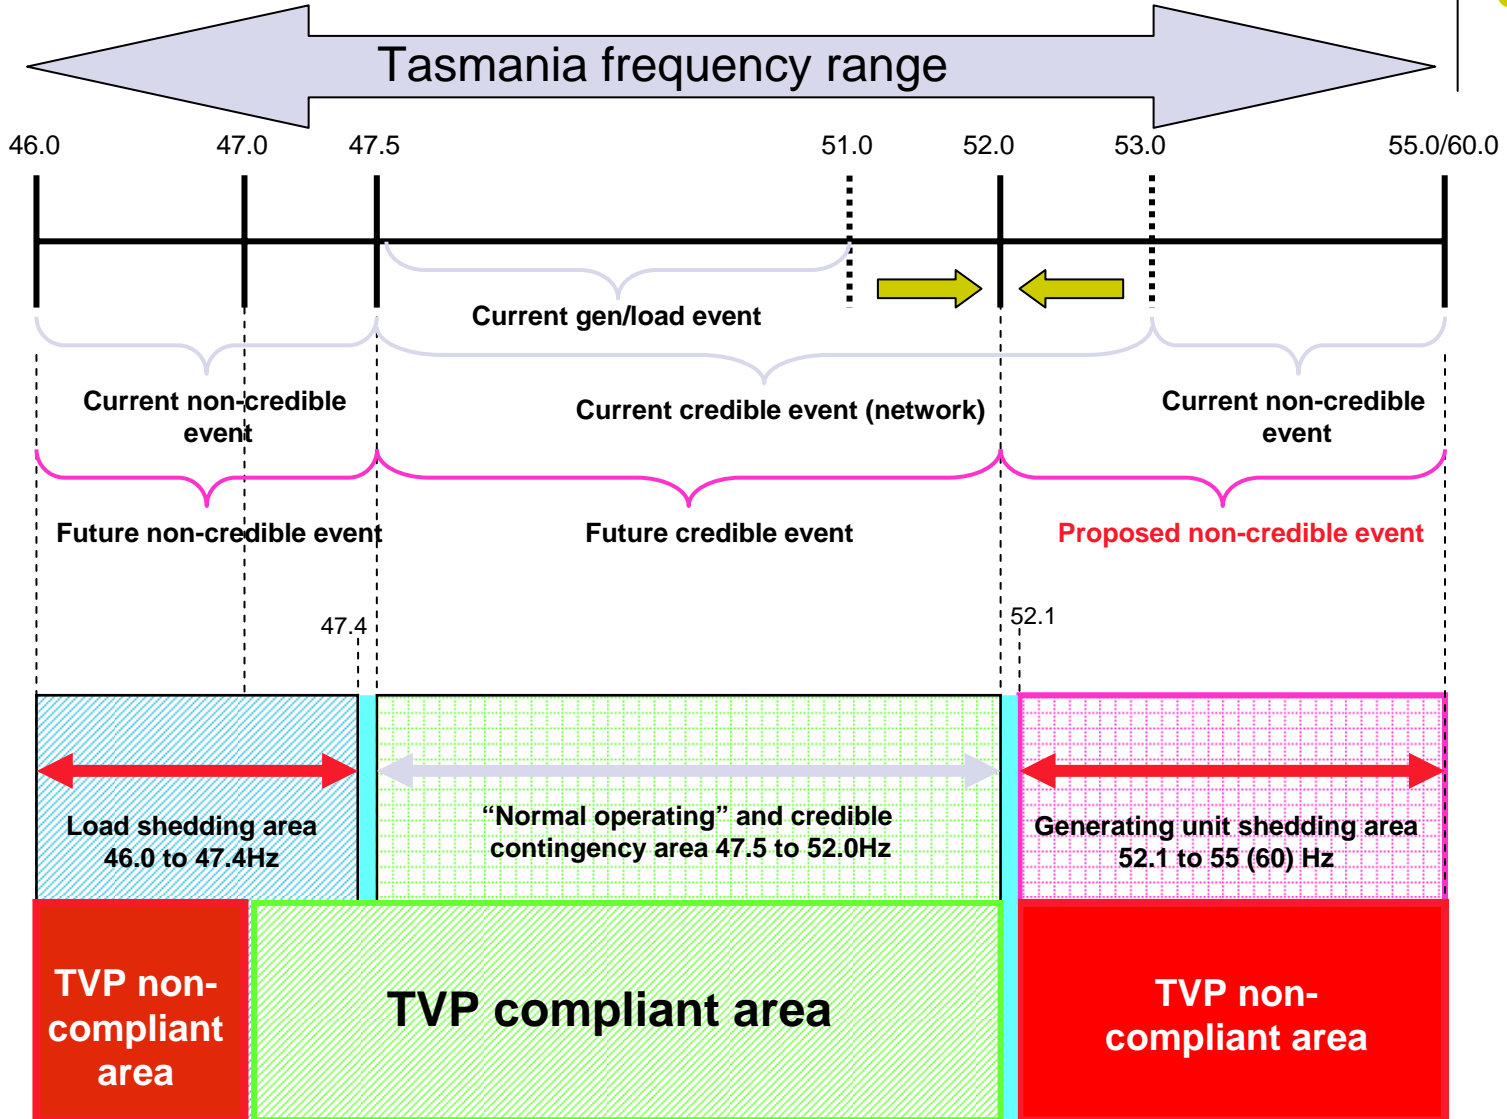 Tasmania frequency range
46.0 47.0 47.5 51.0 52.0 53.0 55.0/60.0
Current gen/load event
Current non-credible
event
Current credible event (network)
Current non-credible
event
Future non-credible event
Future credible event
Proposed non-credible event
47.4
52.1
Load shedding area
46.0 to 47.4Hz
“Normal operating” and credible
contingency area 47.5 to 52.0Hz
Generating unit shedding area
52.1 to 55 (60) Hz
TVP non-
compliant
area
TVP compliant area
TVP non-
compliant area